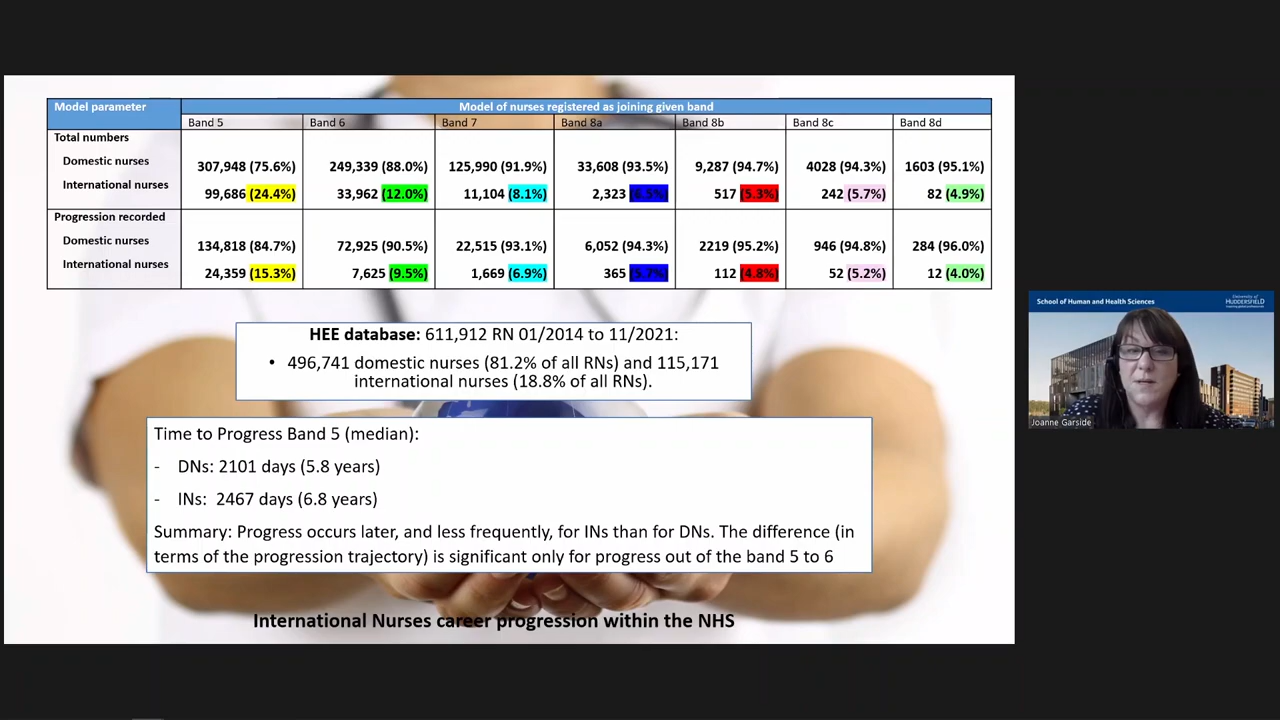 Model parameter
Model of nurses registered as joining given band
Band 5 Band 6 Band 7 Band 8a Band 8b Band 8c Band 8d
Total numbers
Domestic nurses 307,948 (75.6%) 249,339 (88.0%) 125,990 (91.9%) 33,608 (93.5%) 9,287 (94.7%) 4028 (94.3%) 1603 (95.1%)
International nurses 99,686 (24.4%) 33,962 (12.0%) 11,104 (8.1%) 2,323 (6.5%) 517 (5.3%) 242 (5.7%) 82 (4.9%)
Progression recorded
Domestic nurses 134,818 (84.7%) 72,925 (90.5%) 22,515 (93.1%) 6,052 (94.3%) 2219 (95.2%) 946 (94.8%) 284 (96.0%)
International nurses 24,359 (15.3%) 7,625 (9.5%) 1,669 (6.9%) 365 (5.7%) 112 (4.8%) 52 (5.2%) 12 (4.0%)
HEE database: 611,912 RN 01/2014 to 11/2021:
• 496,741 domestic nurses (81.2% of all RNs) and 115,171
international nurses (18.8% of all RNs).
Time to Progress Band 5 (median):
- DNs: 2101 days (5.8 years)
- INs: 2467 days (6.8 years)
Summary: Progress occurs later, and less frequently, for INs than for DNs. The difference (in
terms of the progression trajectory) is significant only for progress out of the band 5 to 6
International Nurses career progression within the NHS
School of Human and Health Sciences
University of
HUDDERSFIELD
Joanne Garside